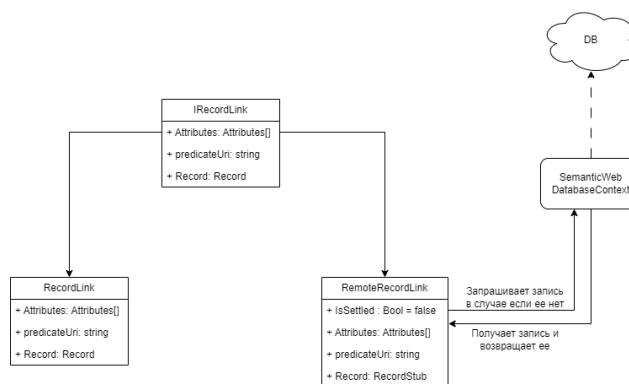 DB
IRecordLink
+ Attributes: Attributes[]
+ predicateUri: string
+ Record: Record
SemanticWeb
DatabaseContext
RecordLink
+ Attributes: Attributes[]
+ predicateUri: string
+ Record: Record
RemoteRecordLink
+ IsSettled : Bool = false
+ Attributes: Attributes[]
+ predicateUri: string
+ Record: RecordStub
Запрашивает запись
в случае если ее нет
Получает запись и
возвращает ее